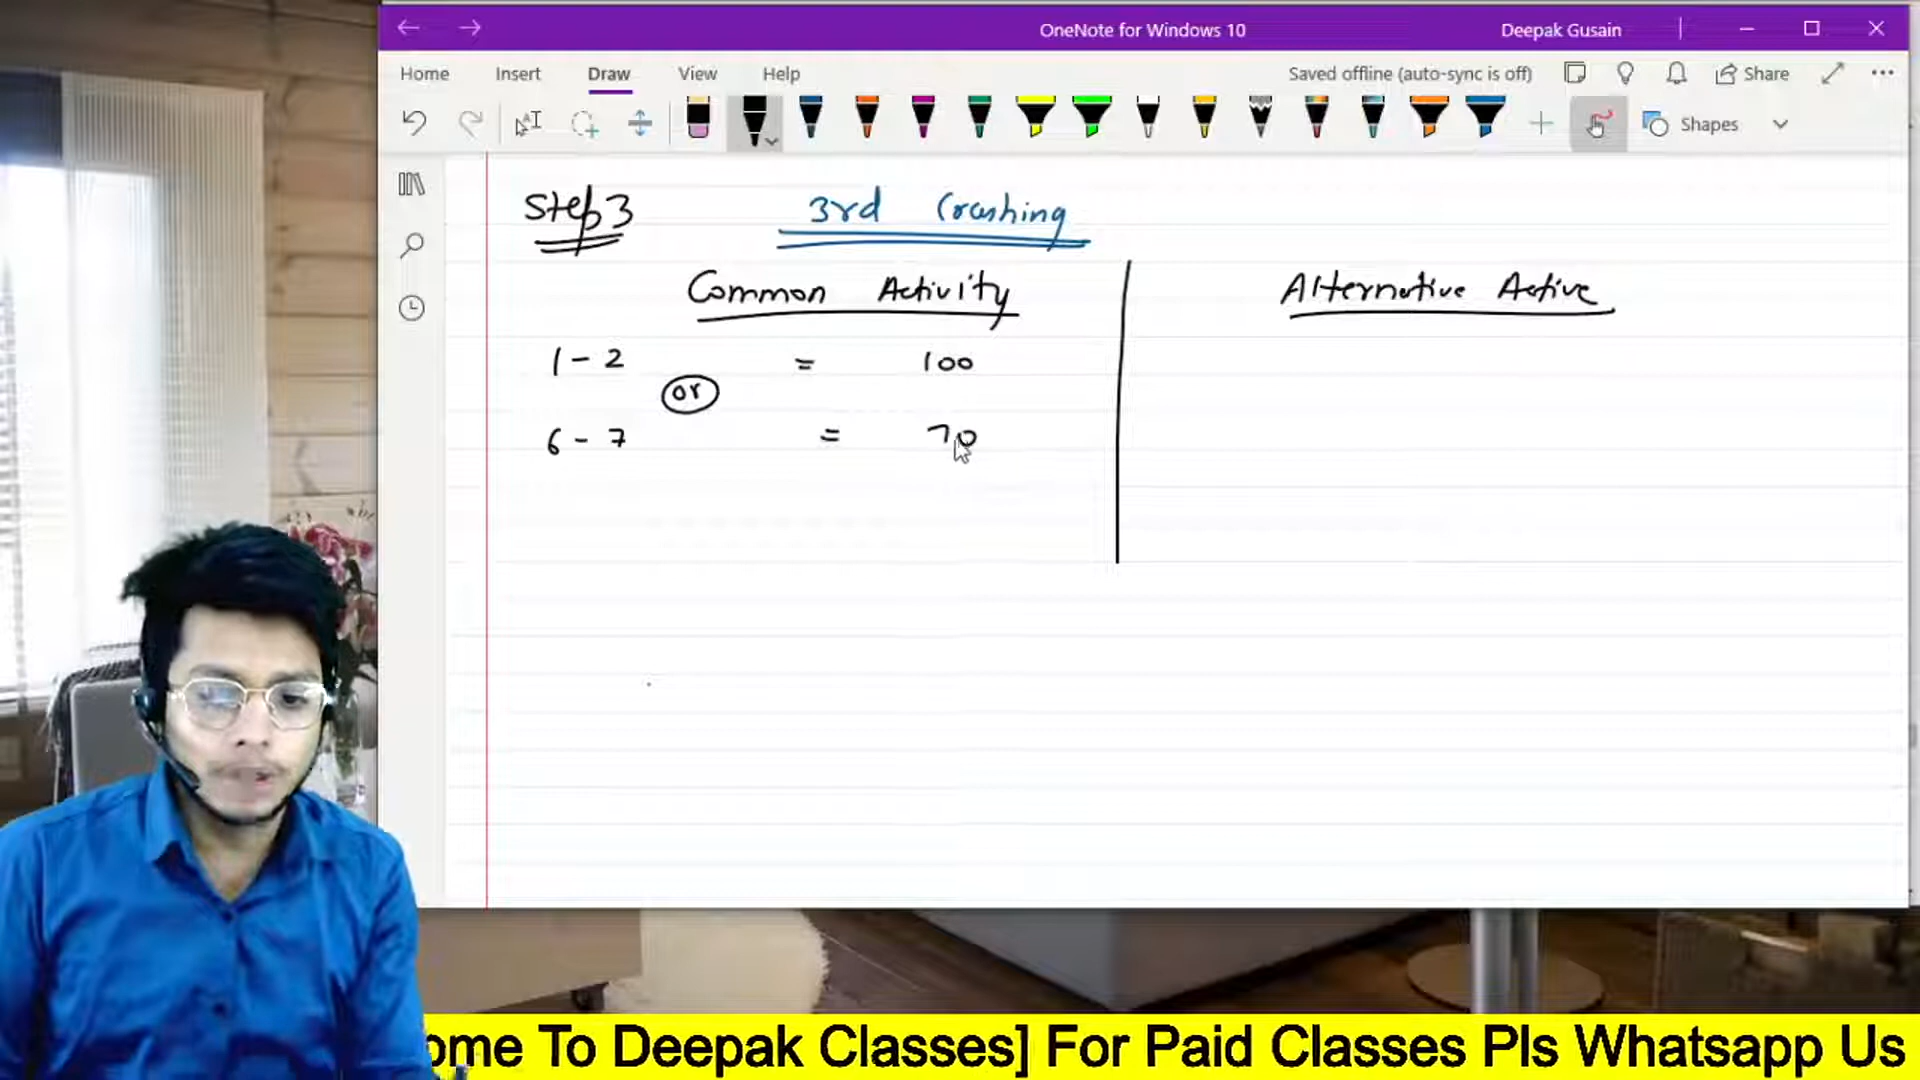 OneNote for Windows 10 Deepak Gusain
Home Insert Draw View Help Saved offline (auto-sync is off) Share
Shapes
Step 3 3rd Crashing
Common Activity Alternative Active
1 - 2 = 100
or
6 - 7 = 70
ome To Deepak Classes] For Paid Classes Pls Whatsapp Us